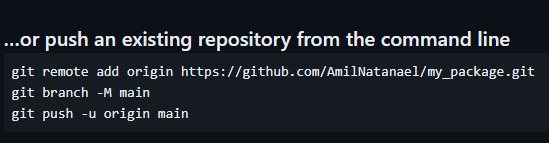 ...or push an existing repository from the command line
git remote add origin https://github.com/AmilNatanael/my_package.git
git branch -M main
git push -u origin main